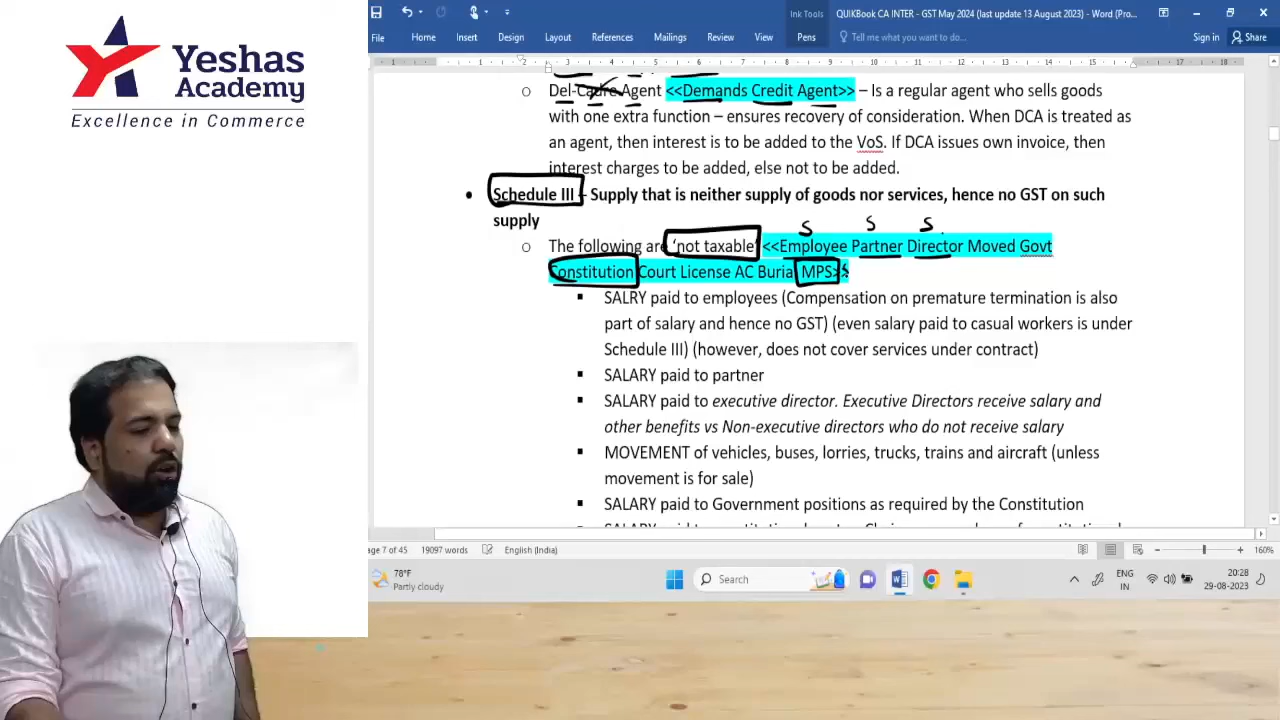 Yeshas
Academy
Excellence in Commerce
Ink Tools
QUIKBook CA INTER - GST May 2024 (last update 13 August 2023) - Word (Pro...
File Home Insert Design Layout References Mailings Review View Pens Tell me what you want to do... Sign in Share
Del-Cadre Agent <<Demands Credit Agent>> – Is a regular agent who sells goods
with one extra function – ensures recovery of consideration. When DCA is treated as
an agent, then interest is to be added to the VoS. If DCA issues own invoice, then
interest charges to be added, else not to be added.
Schedule III – Supply that is neither supply of goods nor services, hence no GST on such
supply
S S S
The following are 'not taxable' <<Employee Partner Director Moved Govt
Constitution Court License AC Burial MPS>>
SALRY paid to employees (Compensation on premature termination is also
part of salary and hence no GST) (even salary paid to casual workers is under
Schedule III) (however, does not cover services under contract)
SALARY paid to partner
SALARY paid to executive director. Executive Directors receive salary and
other benefits vs Non-executive directors who do not receive salary
MOVEMENT of vehicles, buses, lorries, trucks, trains and aircraft (unless
movement is for sale)
SALARY paid to Government positions as required by the Constitution
Page 7 of 45 19097 words English (India) 160%
78°F
Partly cloudy
Search
ENG
IN
20:28
29-08-2023